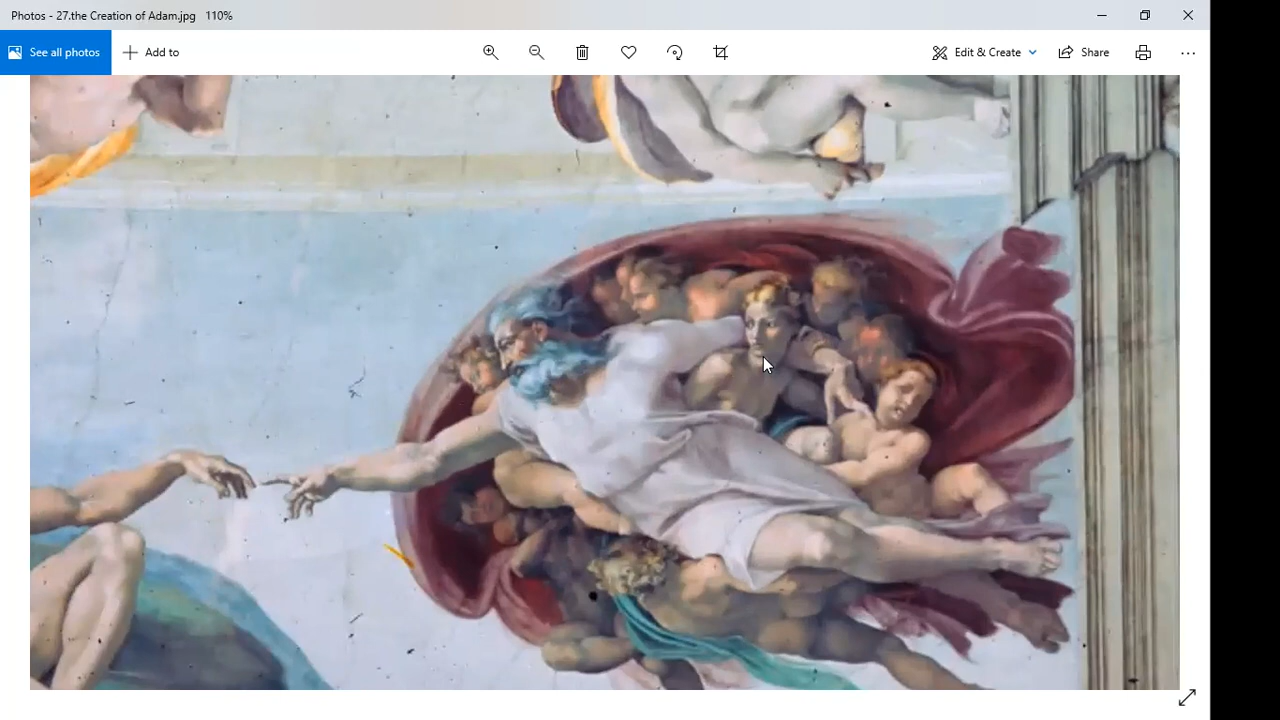 Photos - 27.the Creation of Adam.jpg   110%
See all photos
Add to
Edit & Create
Share